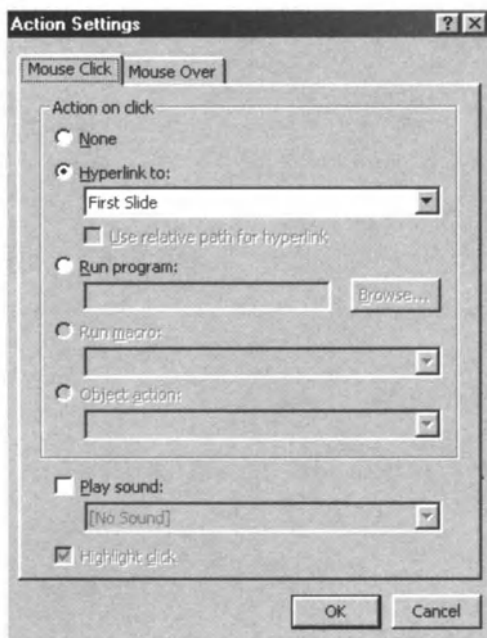 Action Settings
Mouse Click Mouse Over
Action on click
None
Hyperlink to:
First Slide
Use relative path for hyperlink
Run program:
Browse...
Run macro:
Object action:
Play sound:
[No Sound]
Highlight click
OK Cancel